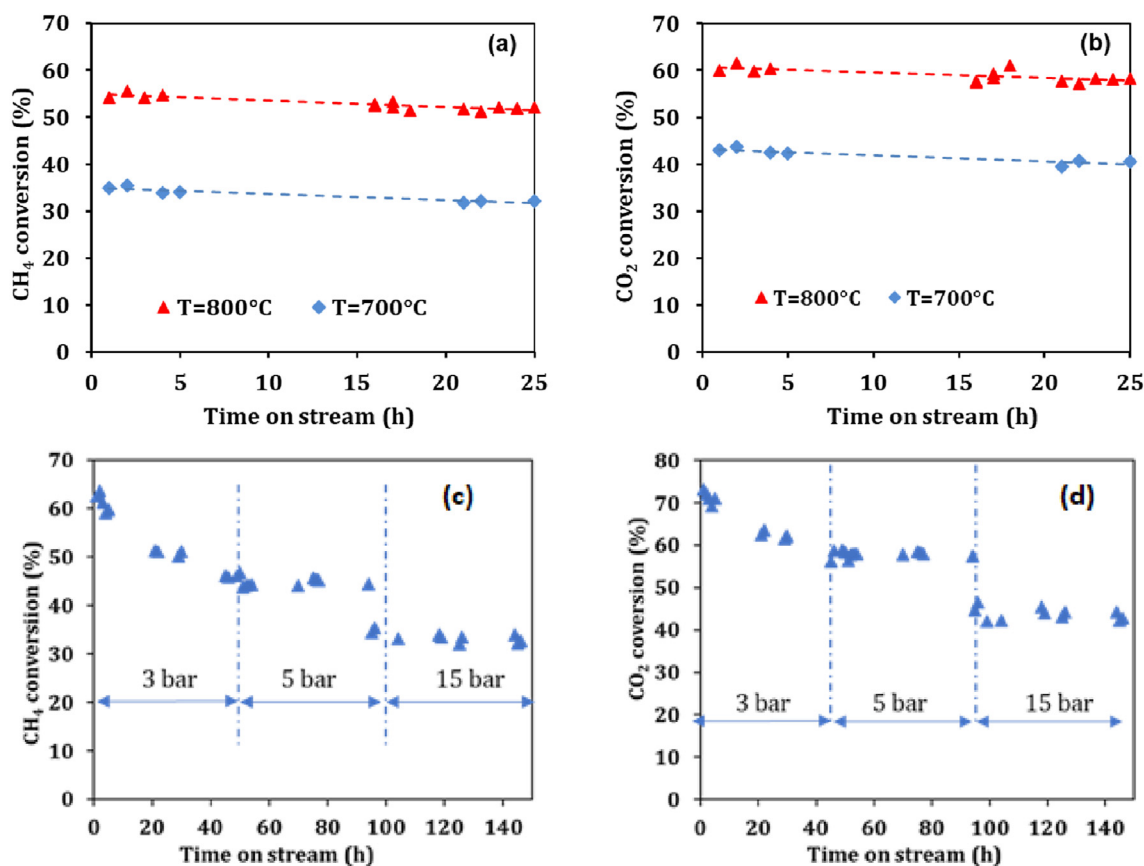 (a)
CH4 conversion (%)
70
60
50
40
30
20
10
0
T=800°C T=700°C
0 5 10 15 20 25
Time on stream (h)
(b)
CO2 conversion (%)
70
60
50
40
30
20
10
0
T=800°C T=700°C
0 5 10 15 20 25
Time on stream (h)
(c)
CH4 conversiion (%)
70
60
50
40
30
20
10
0
3 bar 5 bar 15 bar
0 20 40 60 80 100 120 140
Time on stream (h)
(d)
CO2 coversion (%)
80
70
60
50
40
30
20
10
0
3 bar 5 bar 15 bar
0 20 40 60 80 100 120 140
Time on stream (h)